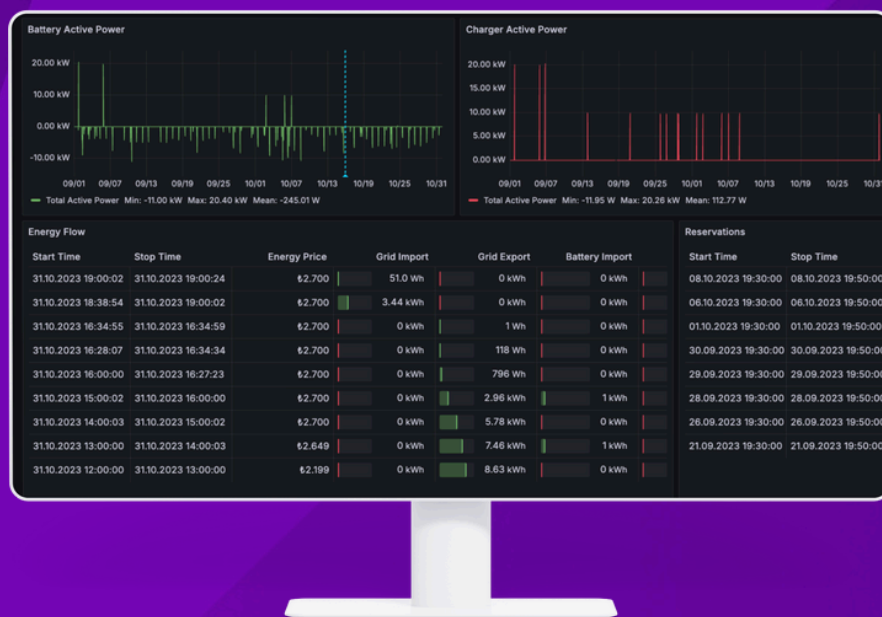 Battery Active Power
20.00 kW
10.00 kW
0.00 kW
-10.00 kW
09/01 09/07 09/13 09/19 09/25 10/01 10/07 10/13 10/19 10/25 10/31
Total Active Power Min: -11.00 kW Max: 20.40 kW Mean: -245.01 W
Charger Active Power
20.00 kW
15.00 kW
10.00 kW
5.00 kW
0.00 kW
09/01 09/07 09/13 09/19 09/25 10/01 10/07 10/13 10/19 10/25 10/31
Total Active Power Min: -11.95 W Max: 20.26 kW Mean: 112.77 W
Energy Flow
Start Time Stop Time Energy Price Grid Import Grid Export Battery Import
31.10.2023 19:00:02 31.10.2023 19:00:24 ₺2.700 51.0 Wh 0 kWh 0 kWh
31.10.2023 18:38:54 31.10.2023 19:00:02 ₺2.700 3.44 kWh 0 kWh 0 kWh
31.10.2023 16:34:55 31.10.2023 16:34:59 ₺2.700 0 kWh 1 Wh 0 kWh
31.10.2023 16:28:07 31.10.2023 16:34:34 ₺2.700 0 kWh 118 Wh 0 kWh
31.10.2023 16:00:00 31.10.2023 16:27:23 ₺2.700 0 kWh 796 Wh 0 kWh
31.10.2023 15:00:02 31.10.2023 16:00:00 ₺2.700 0 kWh 2.96 kWh 1 kWh
31.10.2023 14:00:03 31.10.2023 15:00:02 ₺2.700 0 kWh 5.78 kWh 0 kWh
31.10.2023 13:00:00 31.10.2023 14:00:03 ₺2.649 0 kWh 7.46 kWh 1 kWh
31.10.2023 12:00:00 31.10.2023 13:00:00 ₺2.199 0 kWh 8.63 kWh 0 kWh
Reservations
Start Time Stop Time
08.10.2023 19:30:00 08.10.2023 19:50:00
06.10.2023 19:30:00 06.10.2023 19:50:00
01.10.2023 19:30:00 01.10.2023 19:50:00
30.09.2023 19:30:00 30.09.2023 19:50:00
29.09.2023 19:30:00 29.09.2023 19:50:00
28.09.2023 19:30:00 28.09.2023 19:50:00
26.09.2023 19:30:00 26.09.2023 19:50:00
21.09.2023 19:30:00 21.09.2023 19:50:00